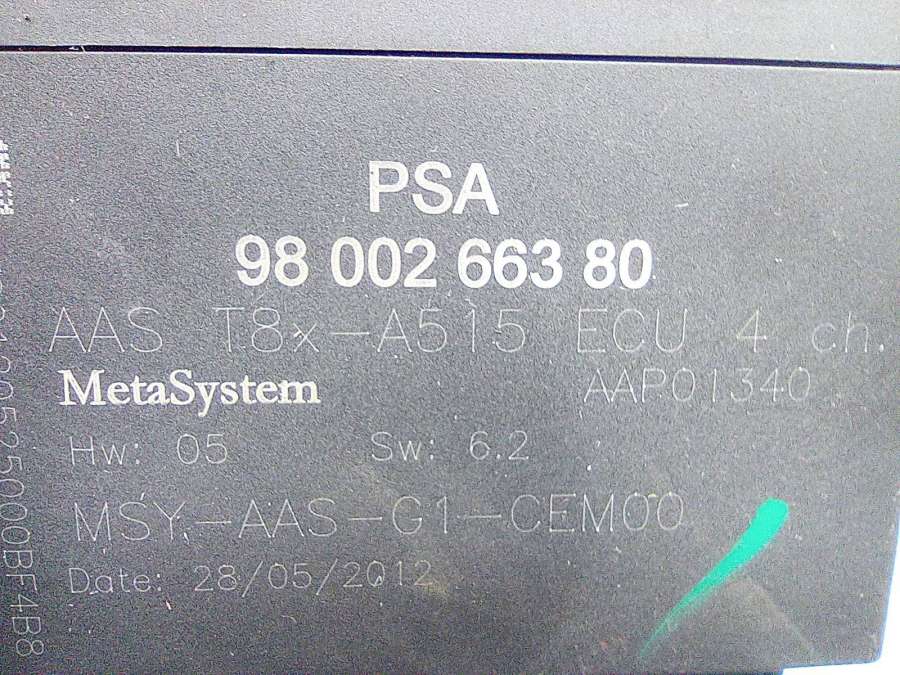 PSA
98 002 663 80
AAS T8x-A515 ECU 4 ch.
MetaSystem AAP01340
Hw: 05 Sw: 6.2
MSY-AAS-G1-CEM00
Date: 28/05/2012